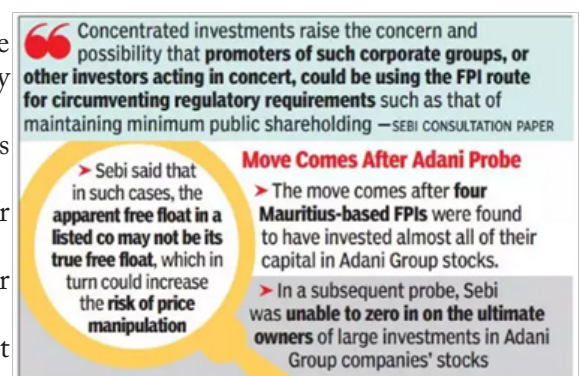 e
y
s
r
r
t
Concentrated investments raise the concern and
possibility that promoters of such corporate groups, or
other investors acting in concert, could be using the FPI route
for circumventing regulatory requirements such as that of
maintaining minimum public shareholding —SEBI CONSULTATION PAPER
➤ Sebi said that
in such cases, the
apparent free float in a
listed co may not be its
true free float, which in
turn could increase
the risk of price
manipulation
Move Comes After Adani Probe
➤ The move comes after four
Mauritius-based FPIs were found
to have invested almost all of their
capital in Adani Group stocks.
➤ In a subsequent probe, Sebi
was unable to zero in on the ultimate
owners of large investments in Adani
Group companies' stocks